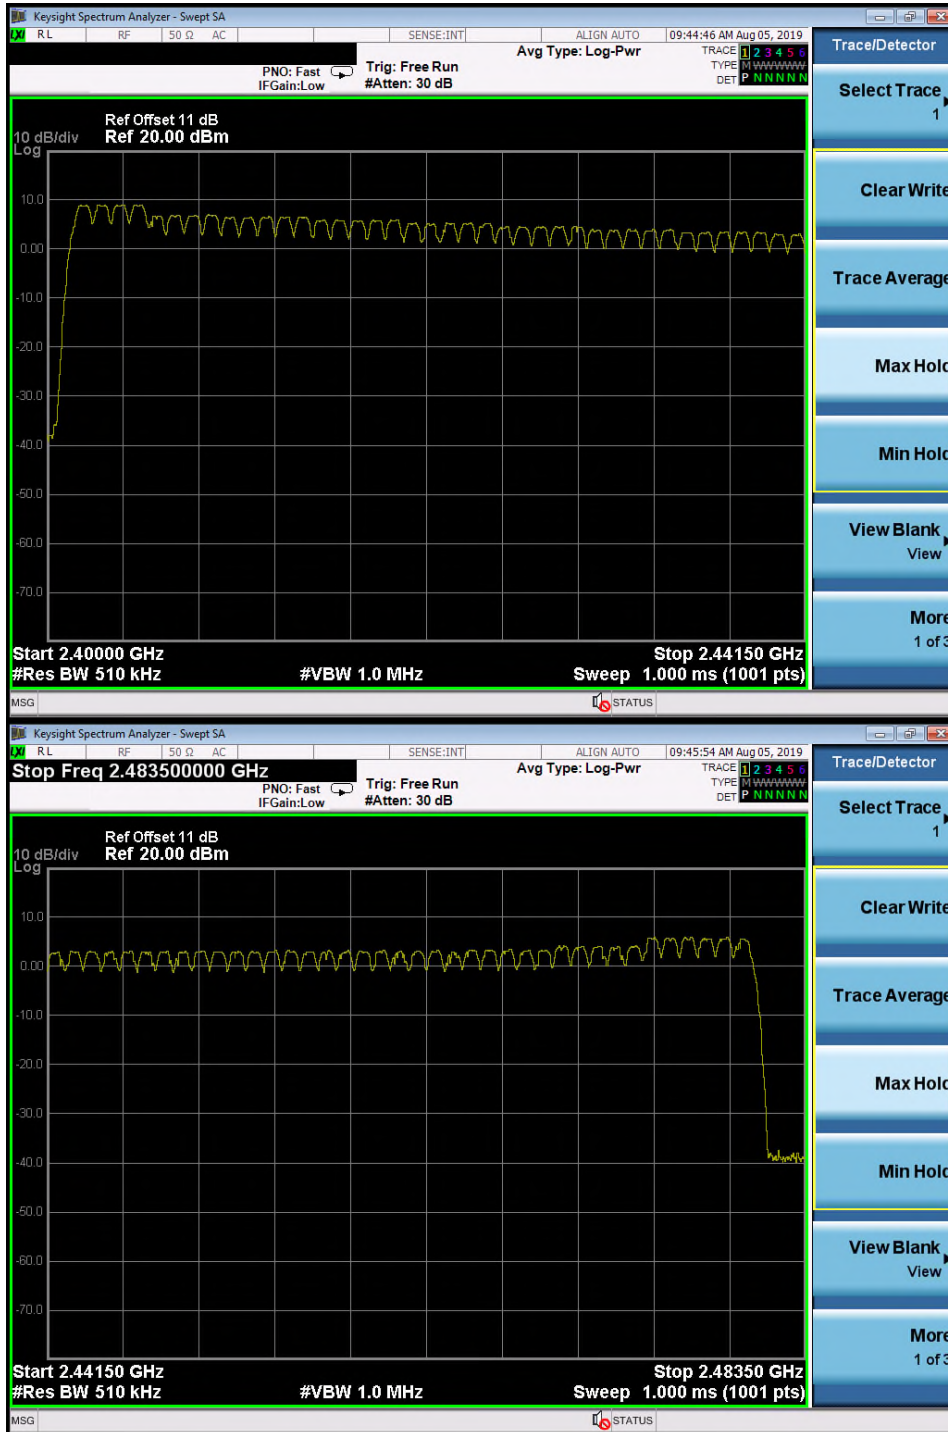 Keysight Spectrum Analyzer - Swept SA
LXI RL RF 50 Ω AC SENSE:INT ALIGN AUTO 09:44:46 AM Aug 05, 2019
Avg Type: Log-Pwr
TRACE 1 2 3 4 5 6
PNO: Fast
Trig: Free Run
TYPE M WWWWW
IFGain:Low
#Atten: 30 dB
DET P N N N N N
Ref Offset 11 dB
10 dB/div Ref 20.00 dBm
Log
10.0
0.00
-10.0
-20.0
-30.0
-40.0
-50.0
-60.0
-70.0
Start 2.40000 GHz Stop 2.44150 GHz
#Res BW 510 kHz #VBW 1.0 MHz Sweep 1.000 ms (1001 pts)
MSG STATUS
Trace/Detector
Select Trace
1
Clear Write
Trace Average
Max Hold
Min Hold
View Blank
View
More
1 of 3
Keysight Spectrum Analyzer - Swept SA
LXI RL RF 50 Ω AC SENSE:INT ALIGN AUTO 09:45:54 AM Aug 05, 2019
Stop Freq 2.483500000 GHz
Avg Type: Log-Pwr
TRACE 1 2 3 4 5 6
PNO: Fast
Trig: Free Run
TYPE M WWWWW
IFGain:Low
#Atten: 30 dB
DET P N N N N N
Ref Offset 11 dB
10 dB/div Ref 20.00 dBm
Log
10.0
0.00
-10.0
-20.0
-30.0
-40.0
-50.0
-60.0
-70.0
Start 2.44150 GHz Stop 2.48350 GHz
#Res BW 510 kHz #VBW 1.0 MHz Sweep 1.000 ms (1001 pts)
MSG STATUS
Trace/Detector
Select Trace
1
Clear Write
Trace Average
Max Hold
Min Hold
View Blank
View
More
1 of 3